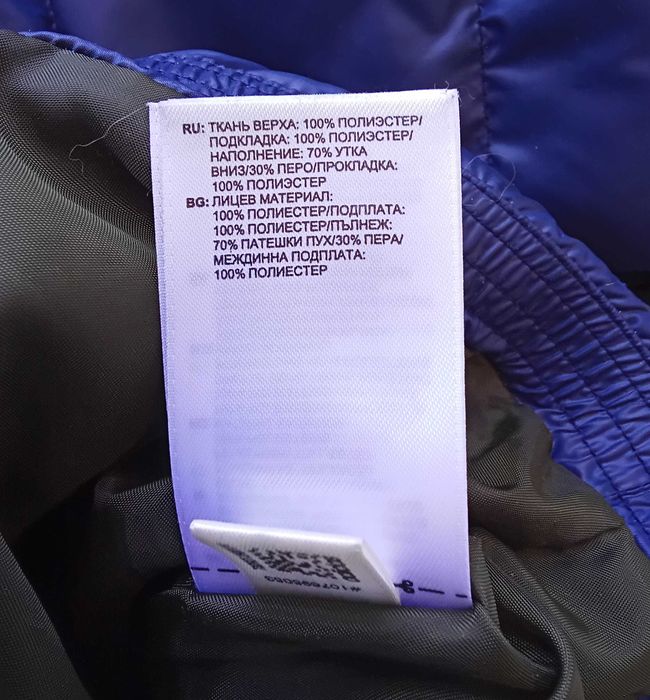 RU: ТКАНЬ ВЕРХА: 100% ПОЛИЭСТЕР/
ПОДКЛАДКА: 100% ПОЛИЭСТЕР/
НАПОЛНЕНИЕ: 70% УТКА
ВНИЗ/30% ПЕРО/ПРОКЛАДКА:
100% ПОЛИЭСТЕР
BG: ЛИЦЕВ МАТЕРИАЛ:
100% ПОЛИЕСТЕР/ПОДПЛАТА:
100% ПОЛИЕСТЕР/ПЪЛНЕЖ:
70% ПАТЕШКИ ПУХ/30% ПЕРА/
МЕЖДИННА ПОДПЛАТА:
100% ПОЛИЕСТЕР
#107695053